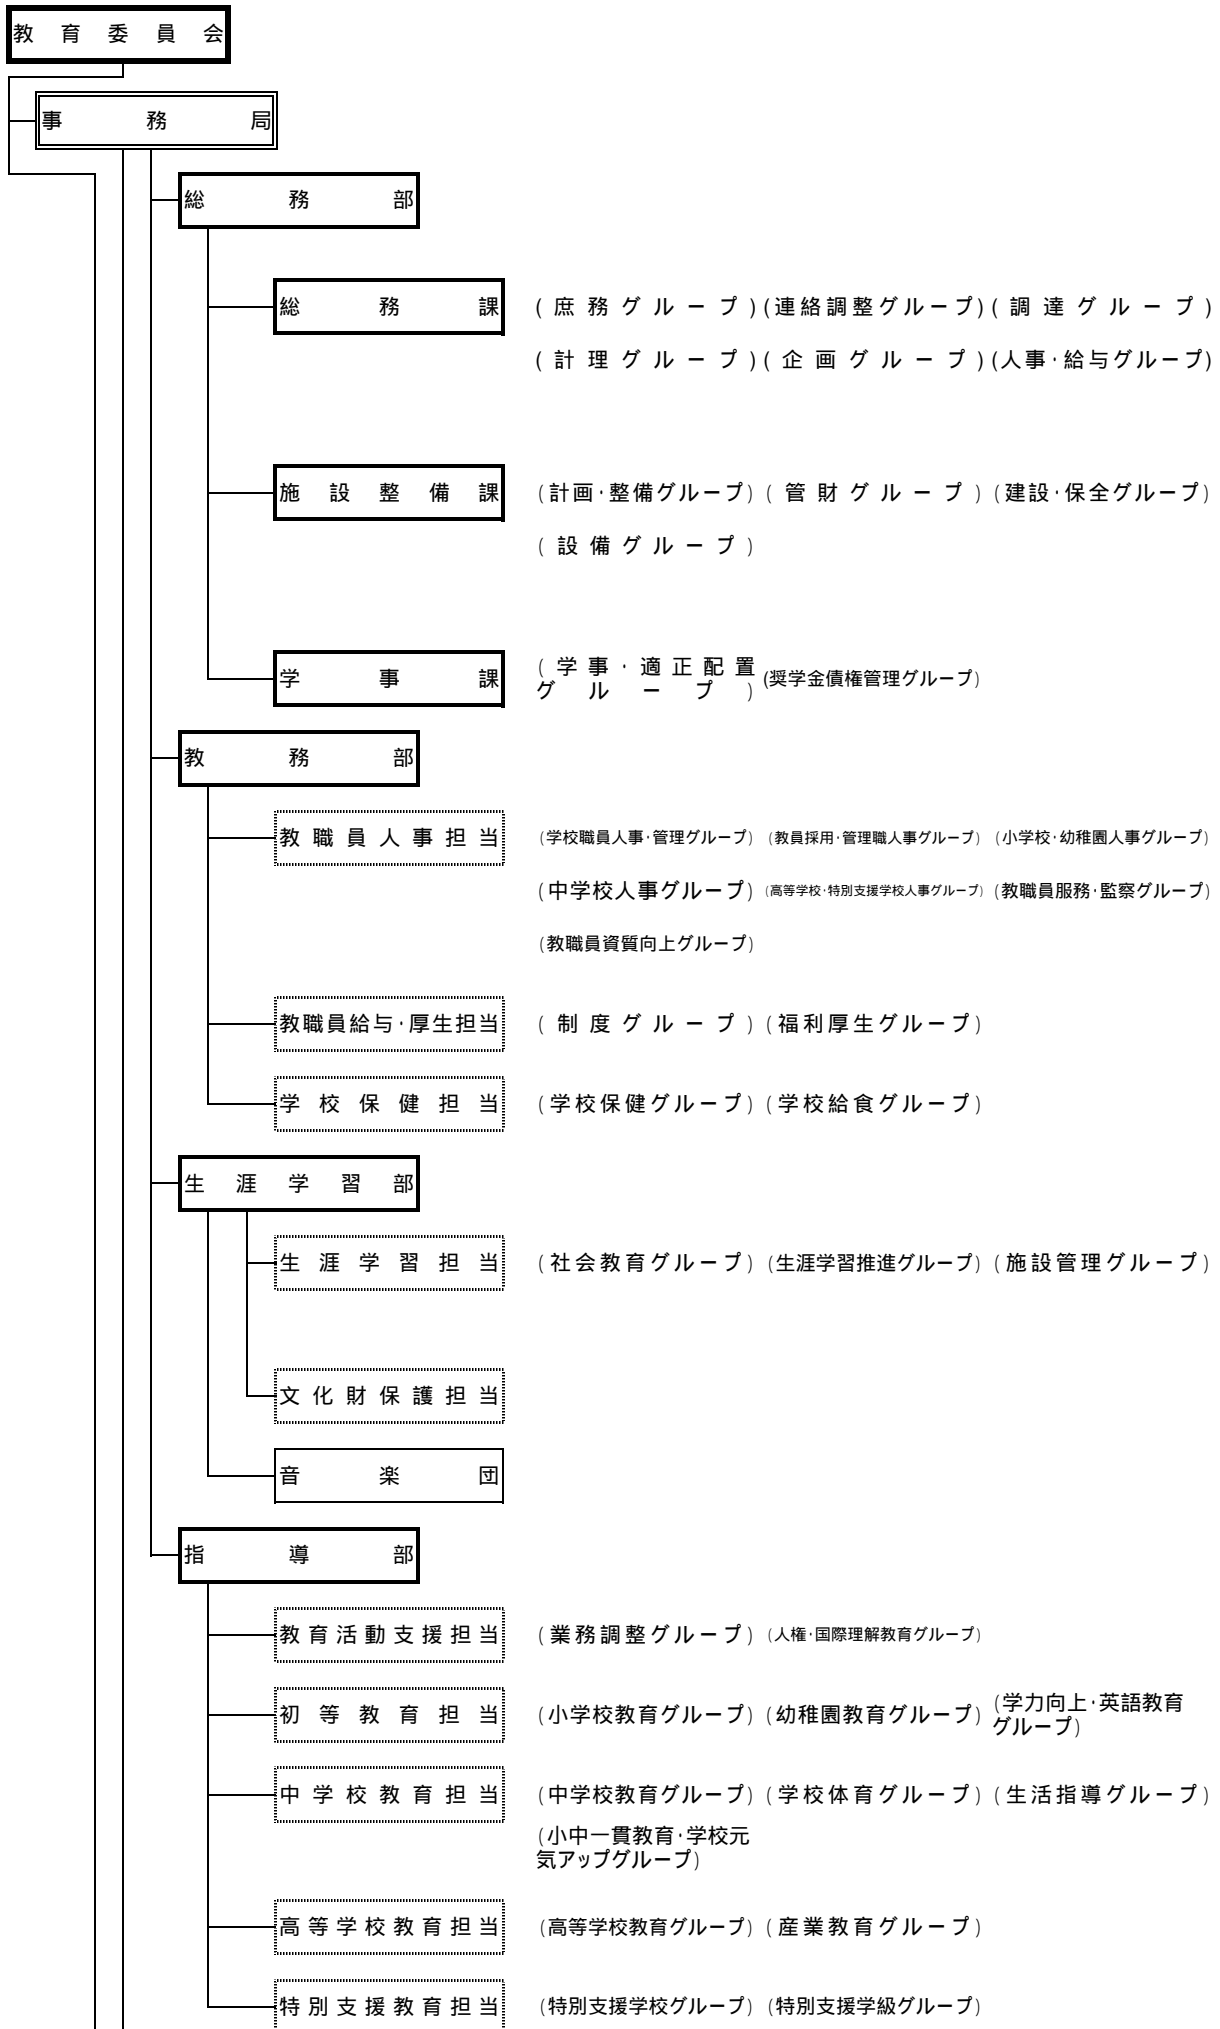 教育委員会
事務局
総務部
総務課 (庶務グループ)(連絡調整グループ)(調達グループ)
(計理グループ)(企画グループ)(人事・給与グループ)
施設整備課 (計画・整備グループ)(管財グループ)(建設・保全グループ)
(設備グループ)
学事課 (学事・適正配置
グループ) (奨学金債権管理グループ)
教務部
教職員人事担当 (学校職員人事・管理グループ) (教員採用・管理職人事グループ) (小学校・幼稚園人事グループ)
(中学校人事グループ) (高等学校・特別支援学校人事グループ) (教職員服務・監察グループ)
(教職員資質向上グループ)
教職員給与・厚生担当 (制度グループ)(福利厚生グループ)
学校保健担当 (学校保健グループ)(学校給食グループ)
生涯学習部
生涯学習担当 (社会教育グループ)(生涯学習推進グループ)(施設管理グループ)
文化財保護担当
音楽団
指導部
教育活動支援担当 (業務調整グループ)(人権・国際理解教育グループ)
初等教育担当 (小学校教育グループ)(幼稚園教育グループ)(学力向上・英語教育
グループ)
中学校教育担当 (中学校教育グループ)(学校体育グループ)(生活指導グループ)
(小中一貫教育・学校元
気アップグループ)
高等学校教育担当 (高等学校教育グループ)(産業教育グループ)
特別支援教育担当 (特別支援学校グループ)(特別支援学級グループ)